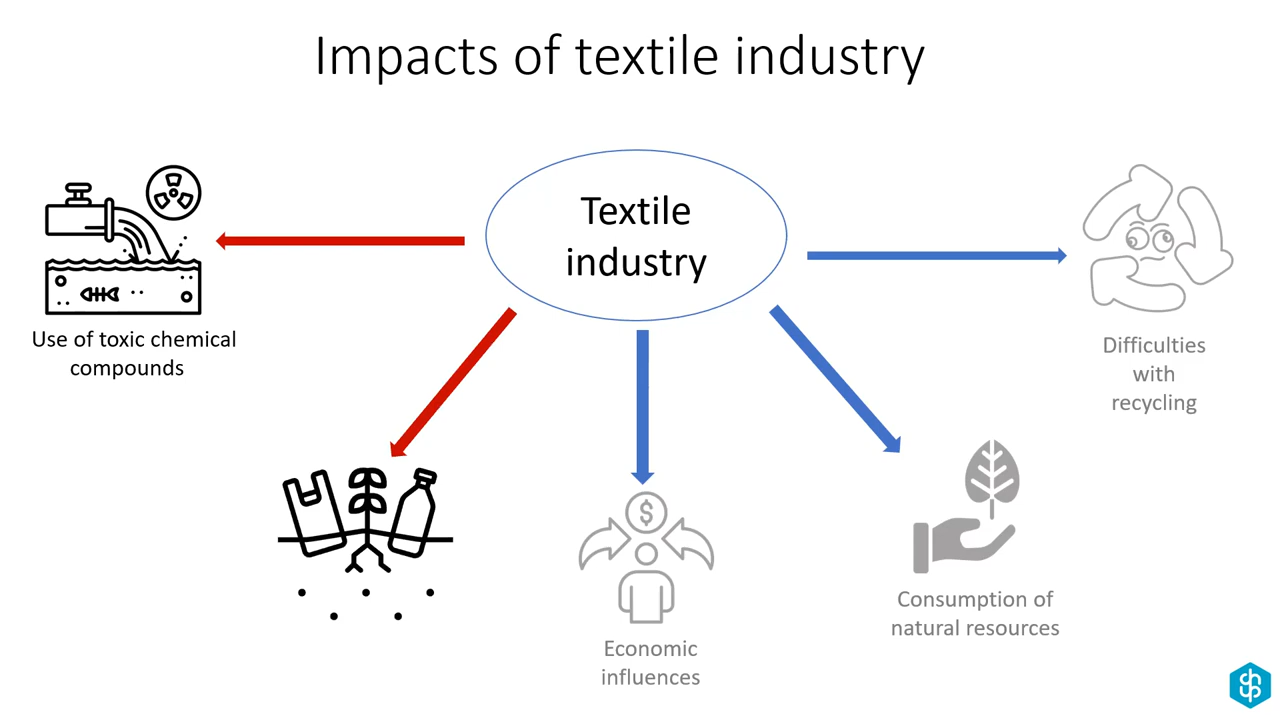 Impacts of textile industry
Textile
industry
Use of toxic chemical
compounds
Difficulties
with
recycling
$
Consumption of
natural resources
Economic
influences